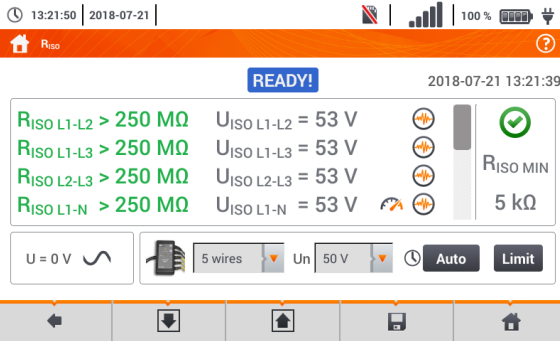 13:21:50 2018-07-21 100 %
RISO ?
READY! 2018-07-21 13:21:39
RISO L1-L2 > 250 MΩ UISO L1-L2 = 53 V
RISO L1-L3 > 250 MΩ UISO L1-L3 = 53 V
RISO L2-L3 > 250 MΩ UISO L2-L3 = 53 V
RISO L1-N > 250 MΩ UISO L1-N = 53 V
RISO MIN
5 kΩ
U = 0 V 5 wires Un 50 V Auto Limit